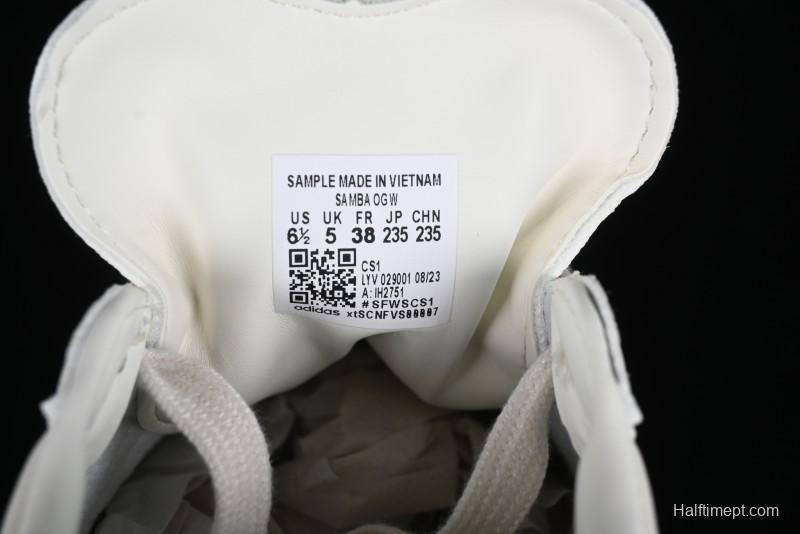 SAMPLE MADE IN VIETNAM
SAMBA OG W
US UK FR JP CHN
6½ 5 38 235 235
CS1
LYV 029001 08/23
A: IH2751
# SFWSCS1
adidas xtSCNFVS00007
Halftimept.com